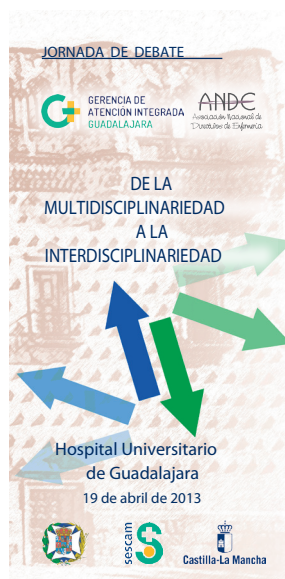 JORNADA DE DEBATE
GERENCIA DE
ATENCIÓN INTEGRADA
GUADALAJARA
ANDE
Asociación Nacional de
Directivos de Enfermería
DE LA
MULTIDISCIPLINARIEDAD
A LA
INTERDISCIPLINARIEDAD
Hospital Universitario
de Guadalajara
19 de abril de 2013
sescam
Castilla-La Mancha